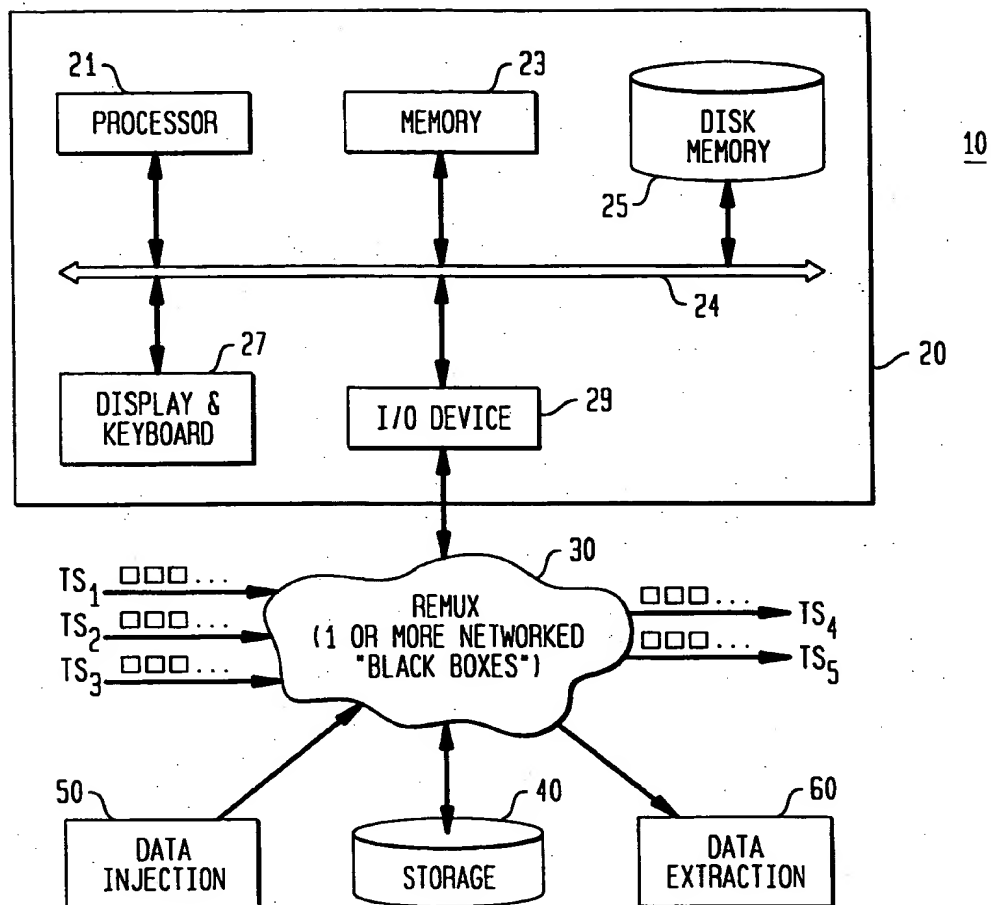 21
PROCESSOR
23
MEMORY
DISK
MEMORY
25
10
24
27
DISPLAY &
KEYBOARD
29
I/O DEVICE
20
30
REMUX
(1 OR MORE NETWORKED
"BLACK BOXES")
TS1 ...
TS2 ...
TS3 ...
... TS4
... TS5
50
DATA
INJECTION
40
STORAGE
60
DATA
EXTRACTION